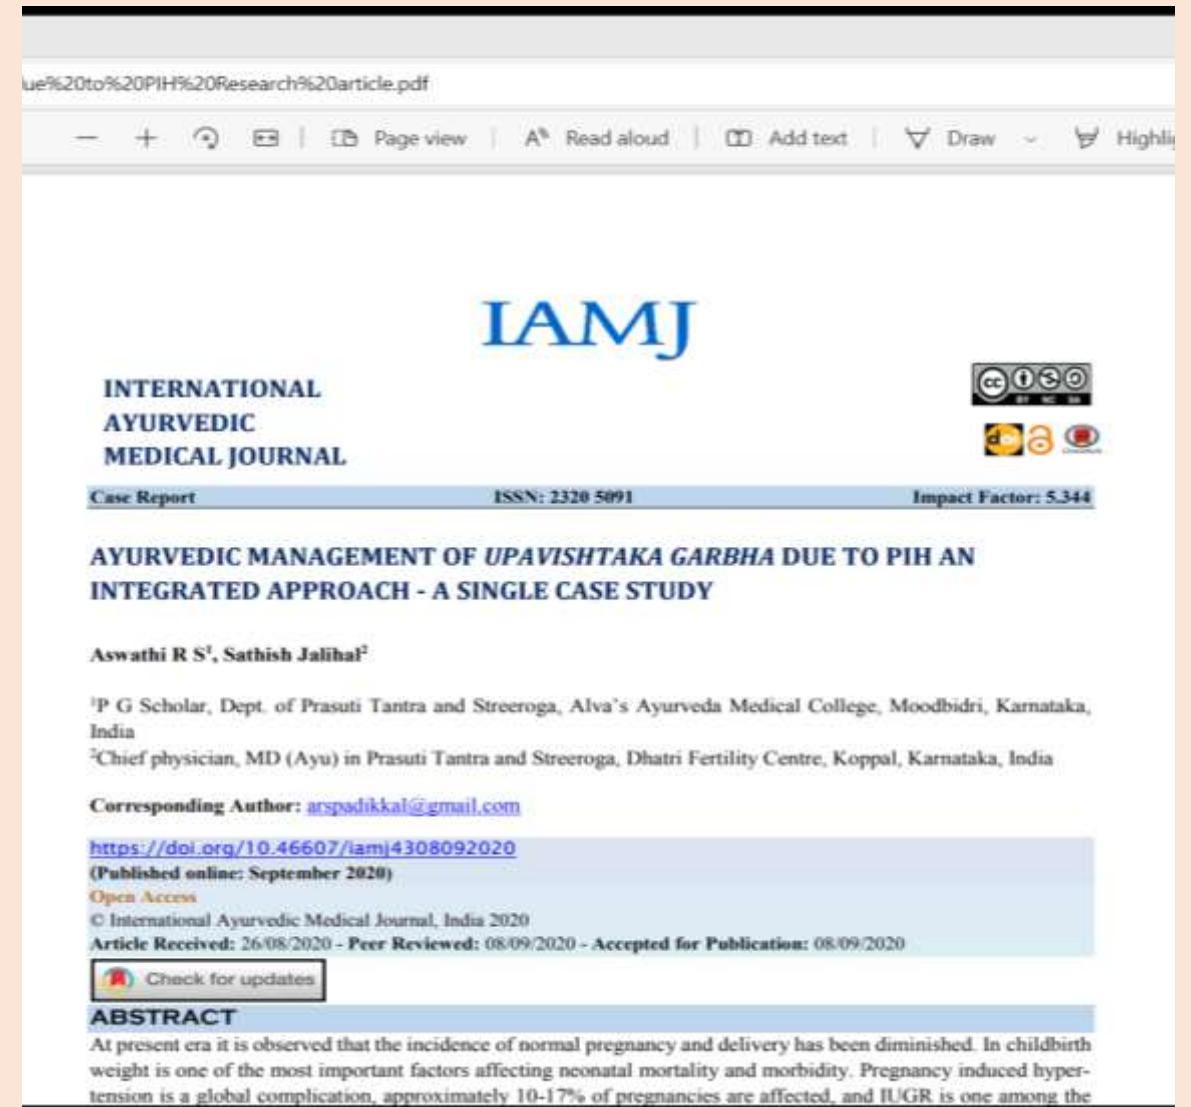 ue%20to%20PIH%20Research%20article.pdf
Page view | A Read aloud | Add text | Draw Highli
IAMJ
INTERNATIONAL
AYURVEDIC
MEDICAL JOURNAL
cc
BY NC SA
doi
Case Report ISSN: 2320 5091 Impact Factor: 5.344
AYURVEDIC MANAGEMENT OF UPAVISHTAKA GARBHA DUE TO PIH AN
INTEGRATED APPROACH - A SINGLE CASE STUDY
Aswathi R S¹, Sathish Jalihal²
¹P G Scholar, Dept. of Prasuti Tantra and Streeroga, Alva's Ayurveda Medical College, Moodbidri, Karnataka,
India
²Chief physician, MD (Ayu) in Prasuti Tantra and Streeroga, Dhatri Fertility Centre, Koppal, Karnataka, India
Corresponding Author: arspadikkal@gmail.com
https://doi.org/10.46607/iamj4308092020
(Published online: September 2020)
Open Access
© International Ayurvedic Medical Journal, India 2020
Article Received: 26/08/2020 - Peer Reviewed: 08/09/2020 - Accepted for Publication: 08/09/2020
Check for updates
ABSTRACT
At present era it is observed that the incidence of normal pregnancy and delivery has been diminished. In childbirth
weight is one of the most important factors affecting neonatal mortality and morbidity. Pregnancy induced hyper-
tension is a global complication, approximately 10-17% of pregnancies are affected, and IUGR is one among the